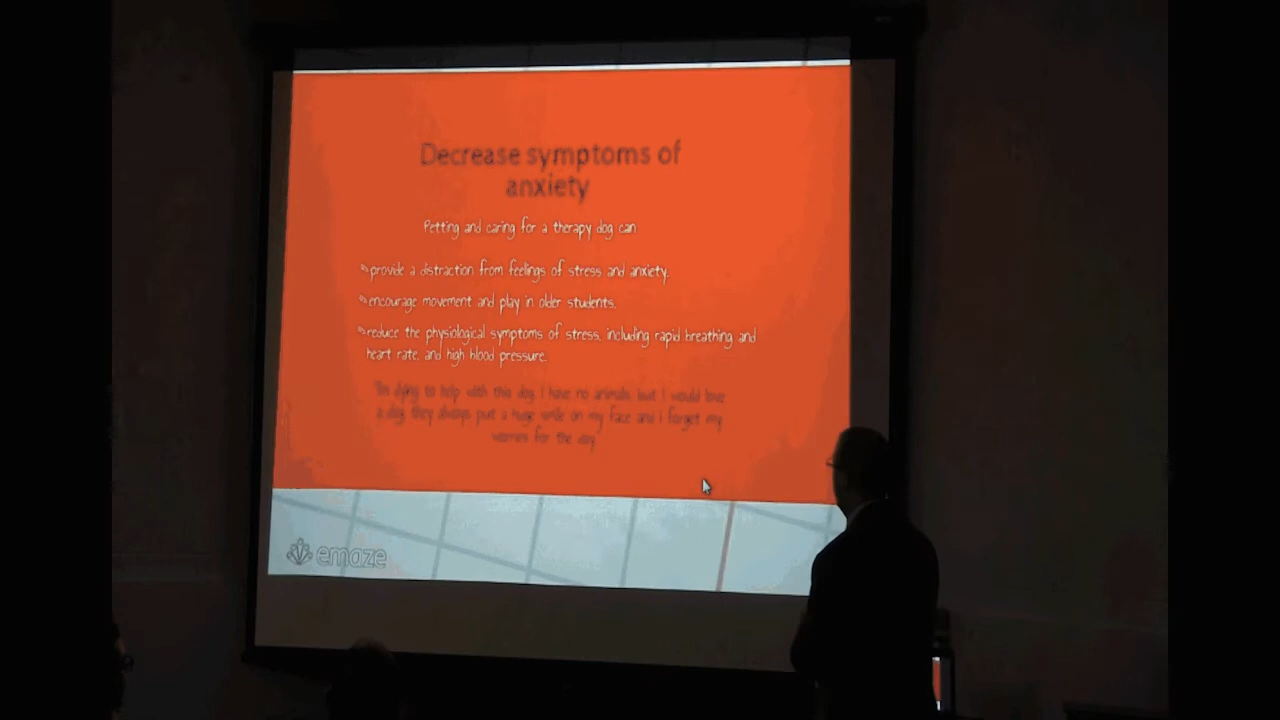 Decrease symptoms of
anxiety
Petting and caring for a therapy dog can
provide a distraction from feelings of stress and anxiety.
encourage movement and play in older students.
reduce the physiological symptoms of stress, including rapid breathing and
heart rate, and high blood pressure.
dying to help with this dog. I have no animals, but I would love
a dog, they always put a huge smile on my face and I forget my
worries for the day"
emaze